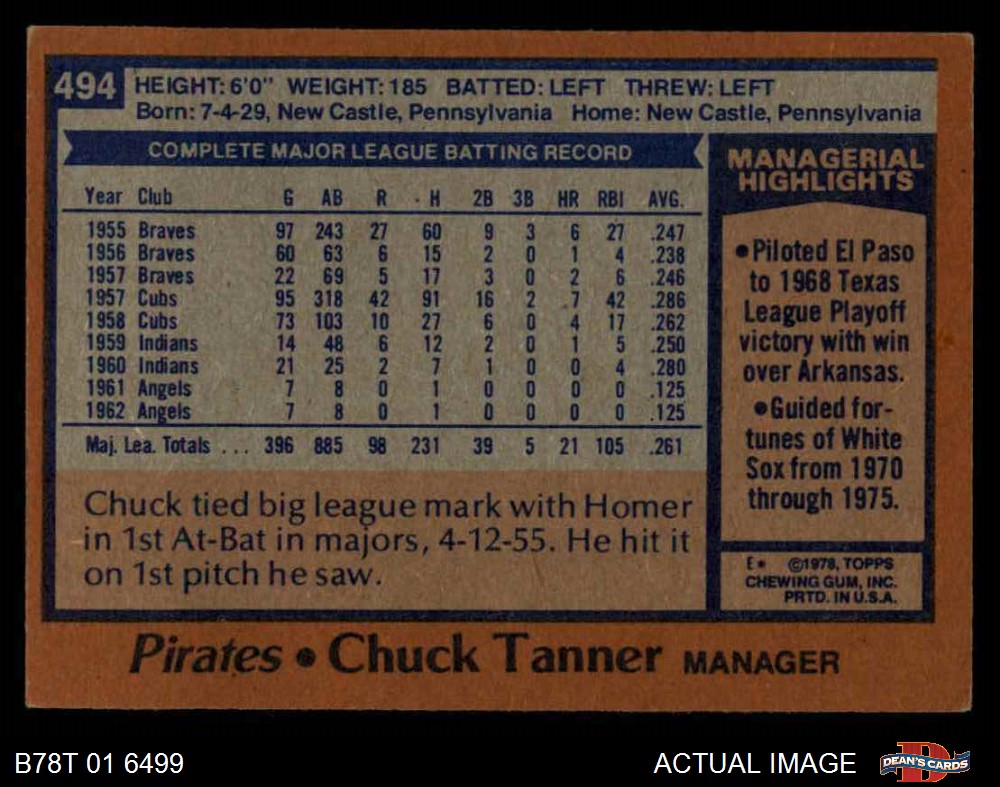 494
HEIGHT: 6'0" WEIGHT: 185 BATTED: LEFT THREW: LEFT
Born: 7-4-29, New Castle, Pennsylvania Home: New Castle, Pennsylvania
COMPLETE MAJOR LEAGUE BATTING RECORD
Year Club G AB R H 2B 3B HR RBI AVG.
1955 Braves 97 243 27 60 9 3 6 27 .247
1956 Braves 60 63 6 15 2 0 1 4 .238
1957 Braves 22 69 5 17 3 0 2 6 .246
1957 Cubs 95 318 42 91 16 2 7 42 .286
1958 Cubs 73 103 10 27 6 0 4 17 .262
1959 Indians 14 48 6 12 2 0 1 5 .250
1960 Indians 21 25 2 7 1 0 0 4 .280
1961 Angels 7 8 0 1 0 0 0 0 .125
1962 Angels 7 8 0 1 0 0 0 0 .125
Maj. Lea. Totals ... 396 885 98 231 39 5 21 105 .261
Chuck tied big league mark with Homer
in 1st At-Bat in majors, 4-12-55. He hit it
on 1st pitch he saw.
MANAGERIAL
HIGHLIGHTS
•Piloted El Paso
to 1968 Texas
League Playoff
victory with win
over Arkansas.
•Guided for-
tunes of White
Sox from 1970
through 1975.
E* ©1978, TOPPS
CHEWING GUM, INC.
PRTD. IN U.S.A.
Pirates • Chuck Tanner MANAGER
B78T 01 6499
ACTUAL IMAGE
D
DEAN'S CARDS